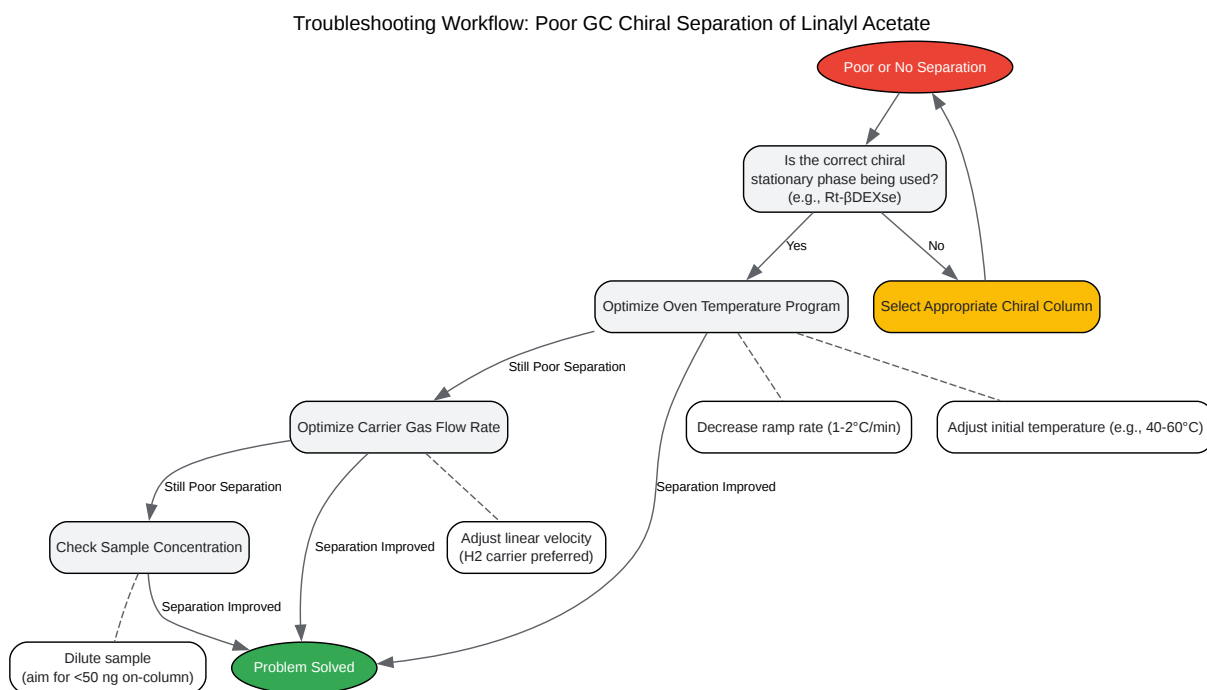 Troubleshooting Workflow: Poor GC Chiral Separation of Linalyl Acetate
Poor or No Separation
Is the correct chiral
stationary phase being used?
(e.g., Rt-βDEXse)
Yes
No
Optimize Oven Temperature Program
Select Appropriate Chiral Column
Still Poor Separation
Optimize Carrier Gas Flow Rate
Decrease ramp rate (1-2°C/min)
Adjust initial temperature (e.g., 40-60°C)
Still Poor Separation
Separation Improved
Check Sample Concentration
Separation Improved
Adjust linear velocity
(H2 carrier preferred)
Separation Improved
Dilute sample
(aim for <50 ng on-column)
Problem Solved